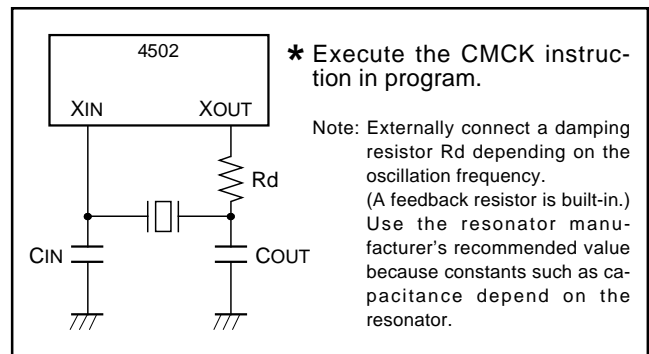 4502
XIN XOUT
Rd
CIN COUT
* Execute the CMCK instruc-
tion in program.
Note: Externally connect a damping
resistor Rd depending on the
oscillation frequency.
(A feedback resistor is built-in.)
Use the resonator manu-
facturer's recommended value
because constants such as ca-
pacitance depend on the
resonator.